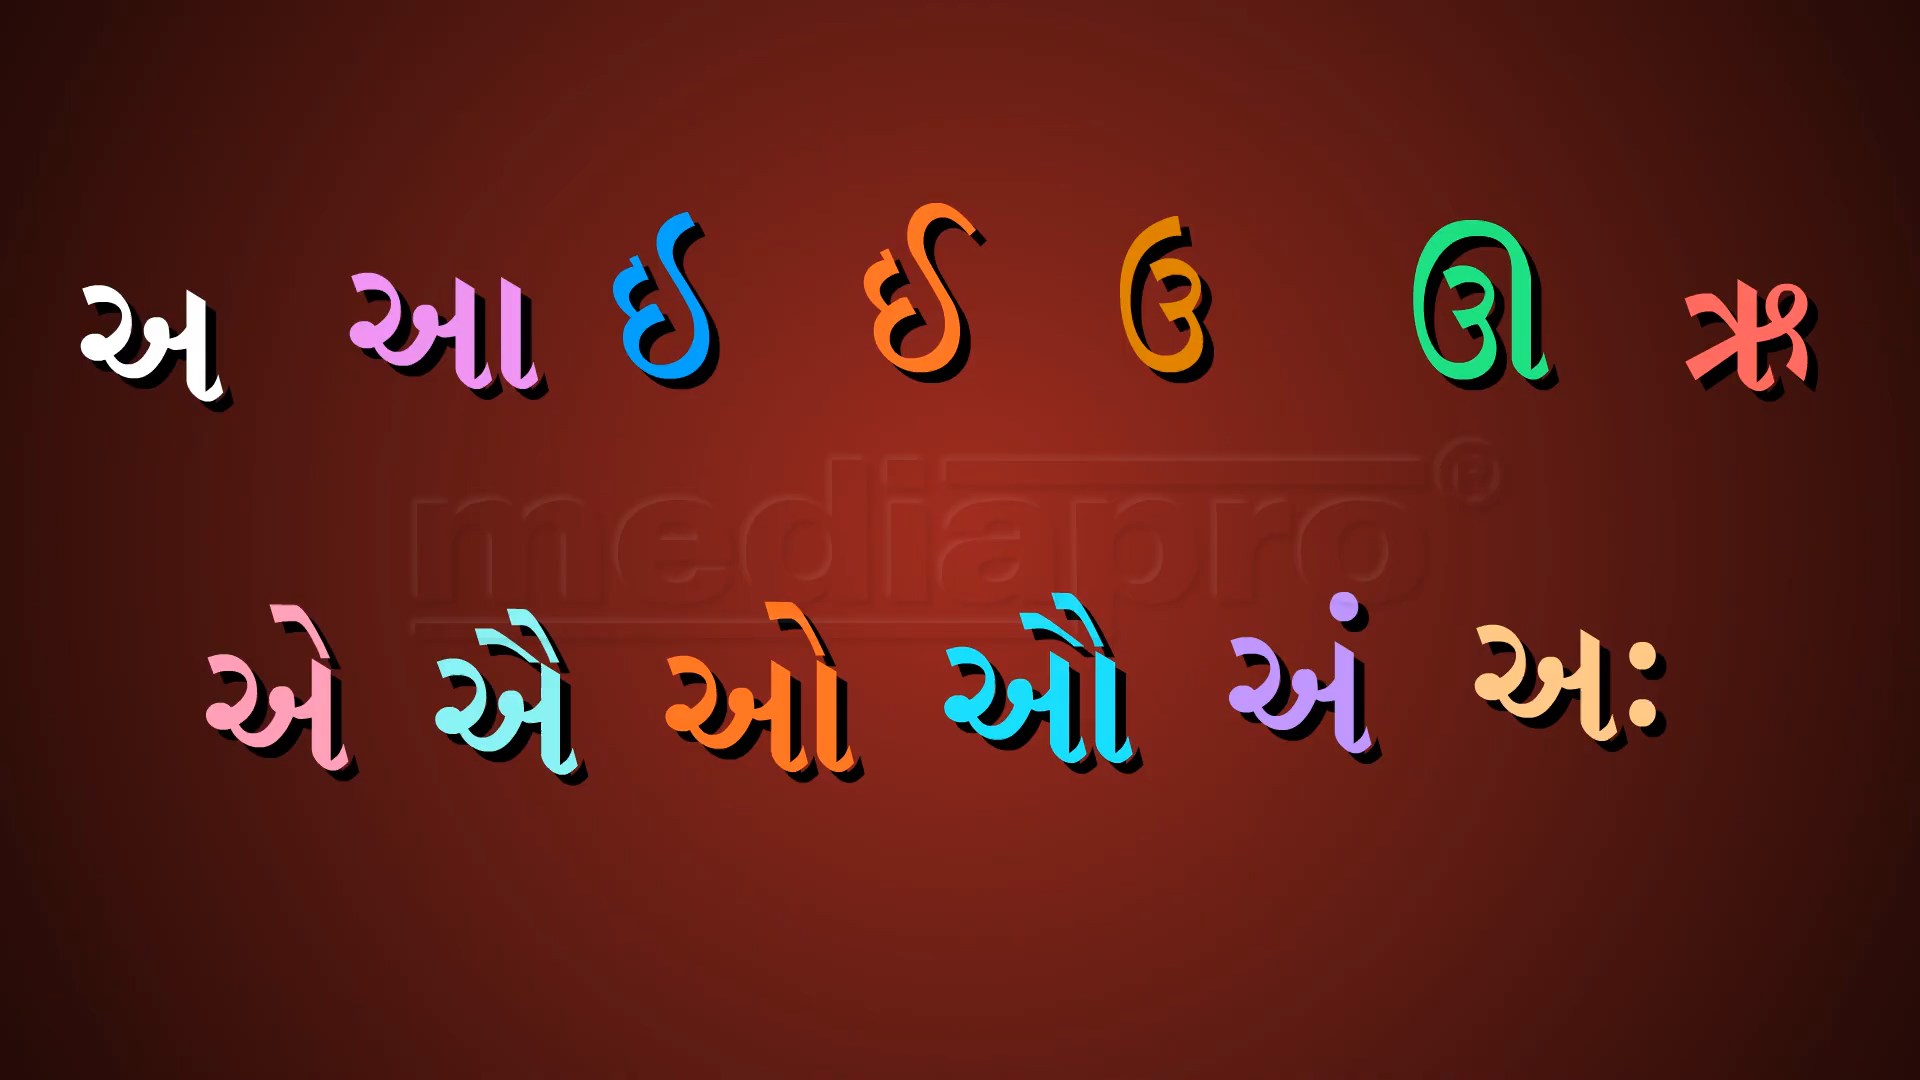 અ આ ઇ ઈ ઉ ઊ ઋ
mediapro®
એ ઐ ઓ ઔ અં અઃ